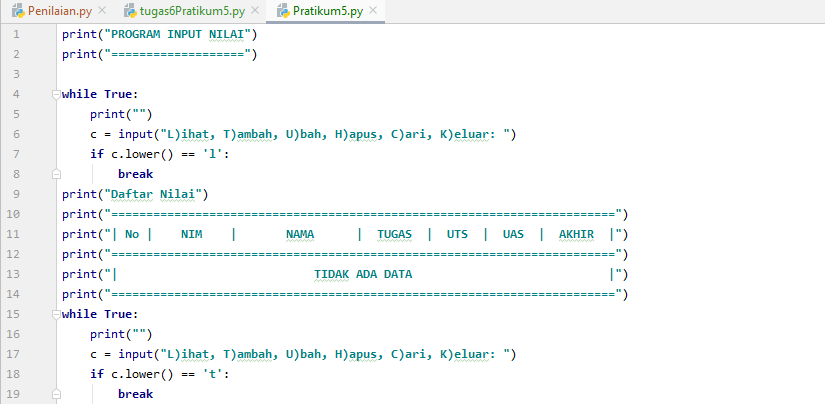 Penilaian.py tugas6Pratikum5.py Pratikum5.py
1 print("PROGRAM INPUT NILAI")
2 print("===================")
3
4 while True:
5     print("")
6     c = input("L)ihat, T)ambah, U)bah, H)apus, C)ari, K)eluar: ")
7     if c.lower() == 'l':
8         break
9 print("Daftar Nilai")
10 print("========================================================================")
11 print("| No |    NIM    |       NAMA      |  TUGAS  |  UTS  |  UAS  |  AKHIR  |")
12 print("========================================================================")
13 print("|                            TIDAK ADA DATA                            |")
14 print("========================================================================")
15 while True:
16     print("")
17     c = input("L)ihat, T)ambah, U)bah, H)apus, C)ari, K)eluar: ")
18     if c.lower() == 't':
19         break